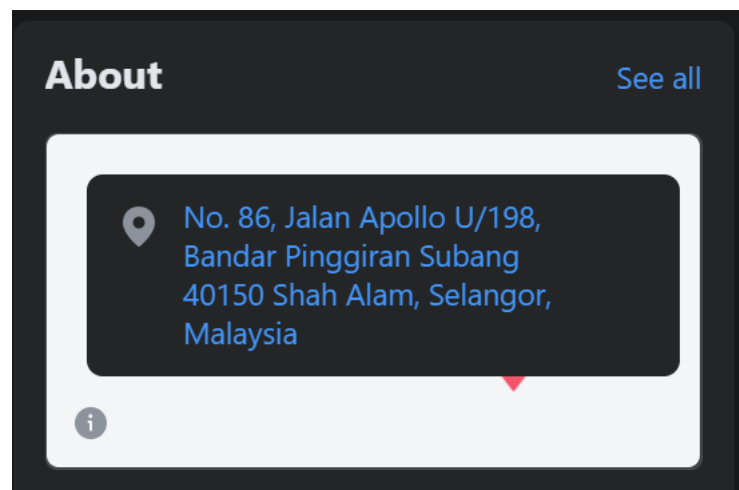 About
See all
No. 86, Jalan Apollo U/198,
Bandar Pinggiran Subang
40150 Shah Alam, Selangor,
Malaysia